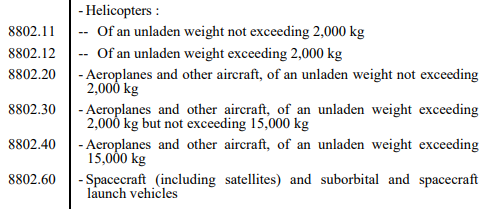 - Helicopters :
8802.11 -- Of an unladen weight not exceeding 2,000 kg
8802.12 -- Of an unladen weight exceeding 2,000 kg
8802.20 - Aeroplanes and other aircraft, of an unladen weight not exceeding
2,000 kg
8802.30 - Aeroplanes and other aircraft, of an unladen weight exceeding
2,000 kg but not exceeding 15,000 kg
8802.40 - Aeroplanes and other aircraft, of an unladen weight exceeding
15,000 kg
8802.60 - Spacecraft (including satellites) and suborbital and spacecraft
launch vehicles